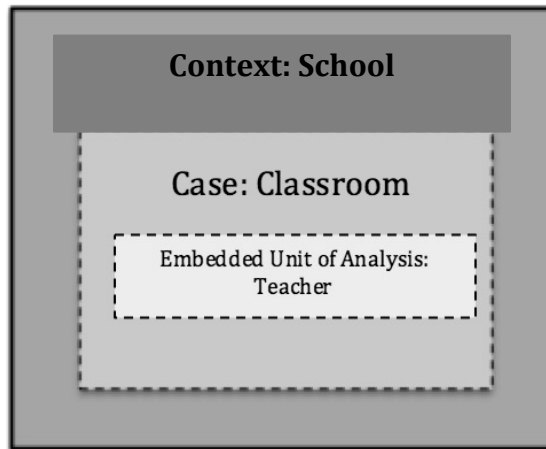 Context: School
Case: Classroom
Embedded Unit of Analysis:
Teacher